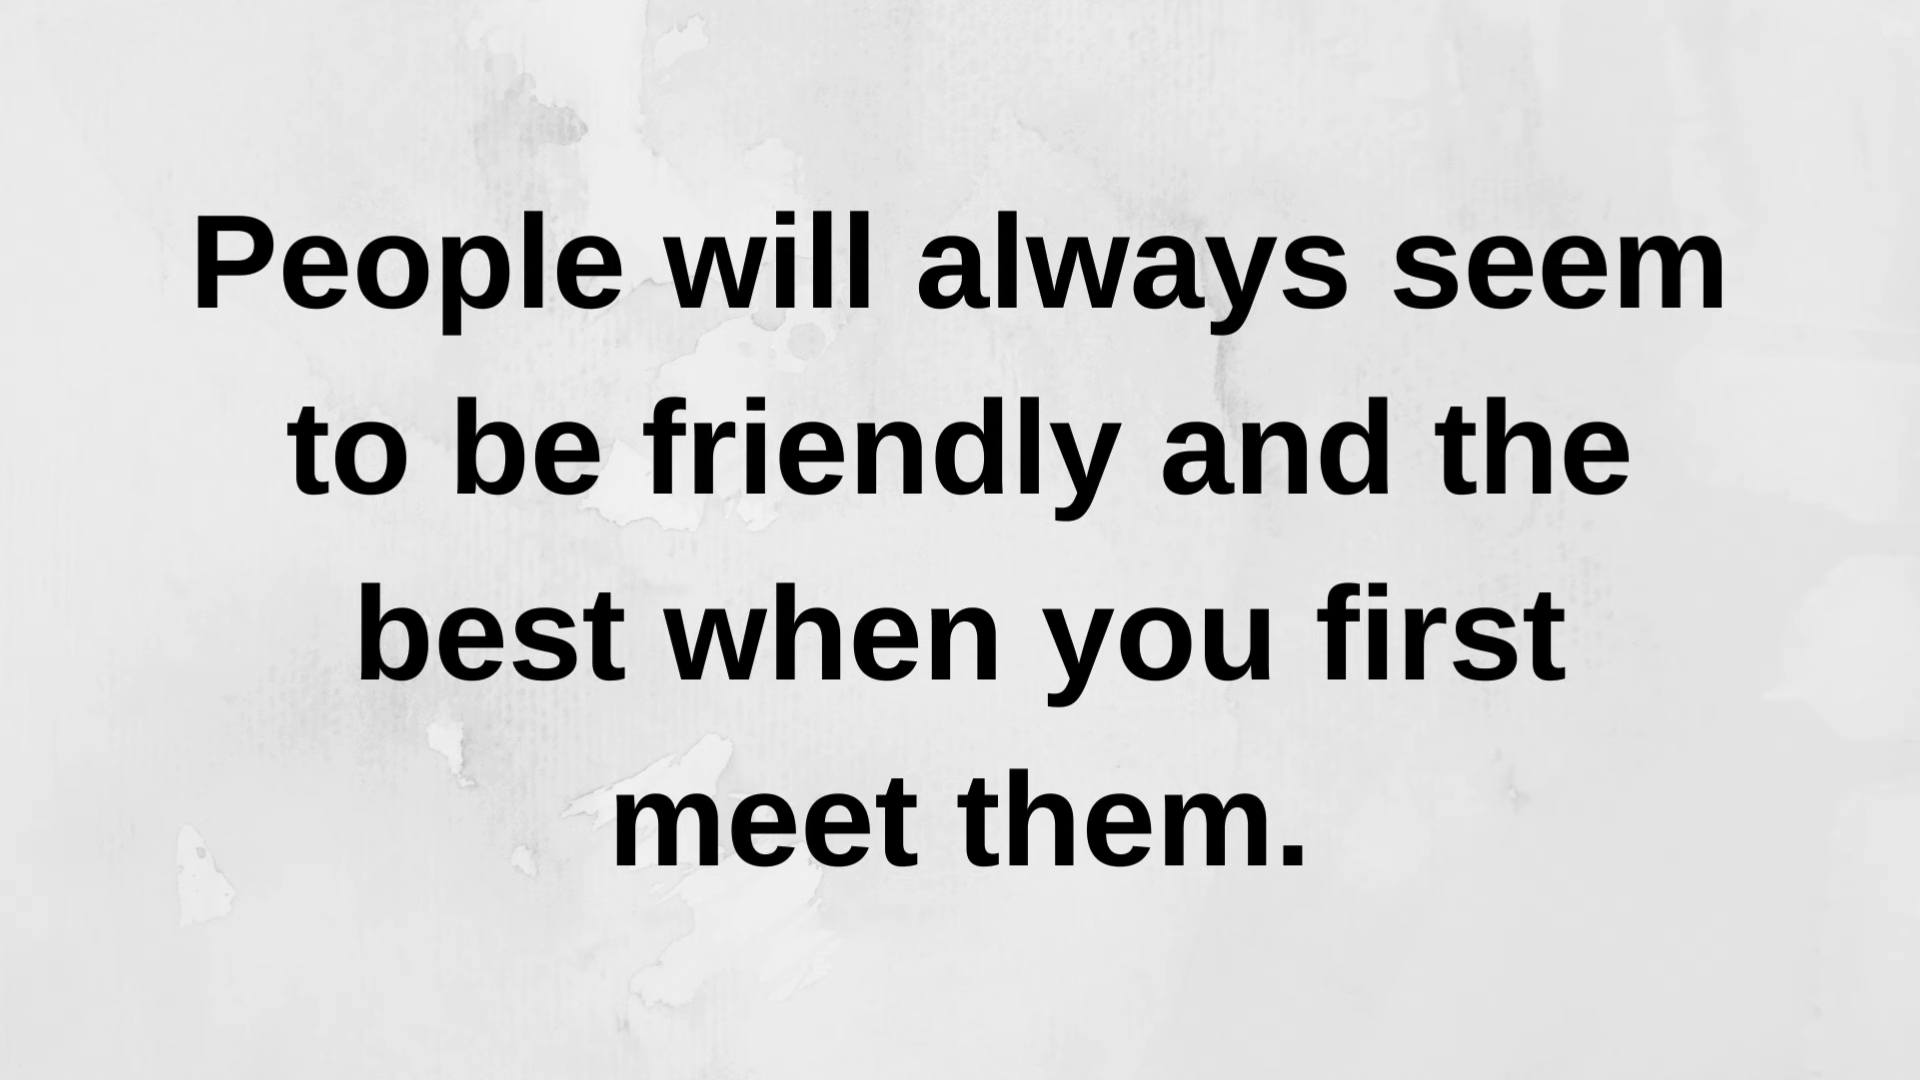 People will always seem
to be friendly and the
best when you first
meet them.